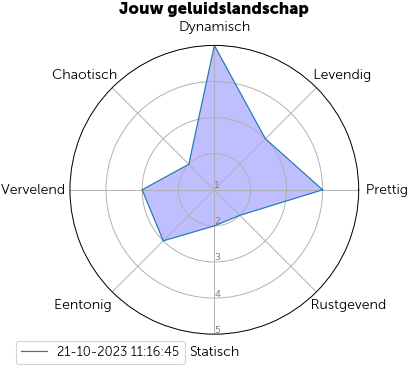 Jouw geluidslandschap
Dynamisch
Chaotisch
Levendig
Vervelend
1
Prettig
2
3
Eentonig
4
Rustgevend
5
21-10-2023 11:16:45
Statisch